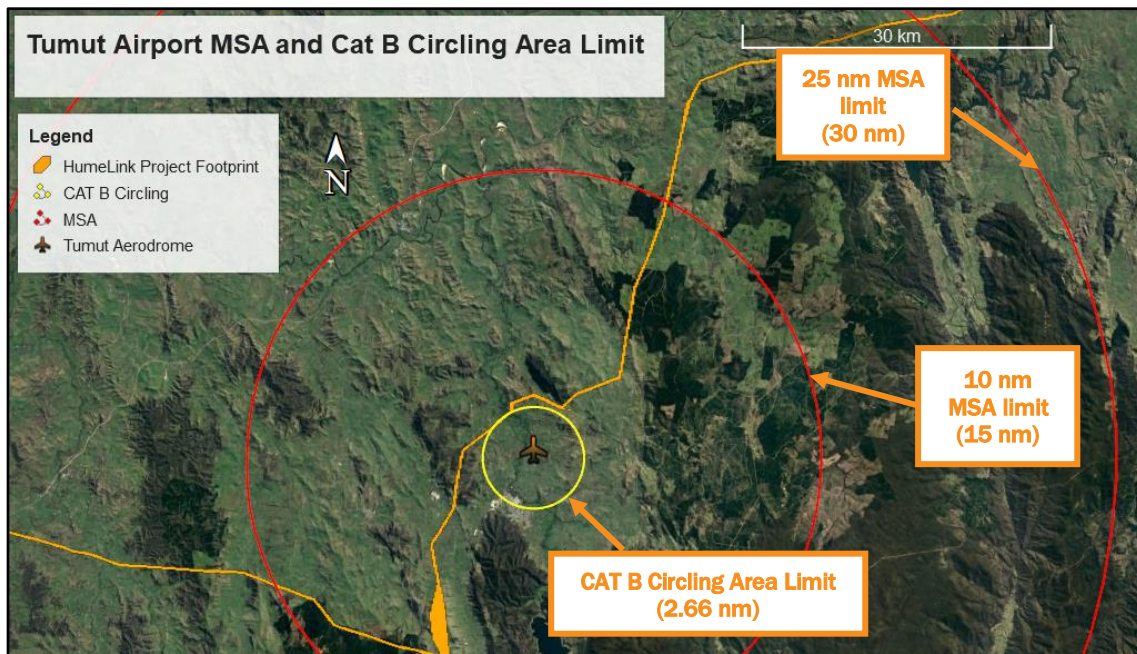 Tumut Airport MSA and Cat B Circling Area Limit
30 km
25 nm MSA
limit
(30 nm)
Legend
HumeLink Project Footprint
CAT B Circling
MSA
Tumut Aerodrome
N
10 nm
MSA limit
(15 nm)
CAT B Circling Area Limit
(2.66 nm)